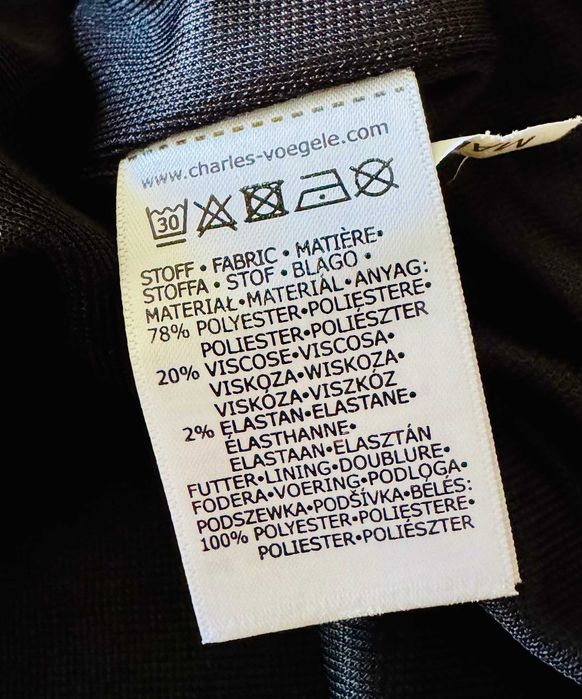 www.charles-voegele.com
30
STOFF • FABRIC • MATIÈRE•
STOFFA • STOF • BLAGO •
MATERIAŁ•MATERIÁL•ANYAG:
78% POLYESTER•POLIESTERE•
POLIESTER•POLIÉSZTER
20% VISCOSE•VISCOSA•
VISKOZA•WISKOZA•
VISKÓZA•VISZKÓZ
2% ELASTAN•ELASTANE•
ÉLASTHANNE•
ELASTAAN•ELASZTÁN
FUTTER•LINING•DOUBLURE•
FODERA•VOERING•PODLOGA•
PODSZEWKA•PODŠÍVKA•BÉLÉS:
100% POLYESTER•POLIESTERE•
POLIESTER•POLIÉSZTER